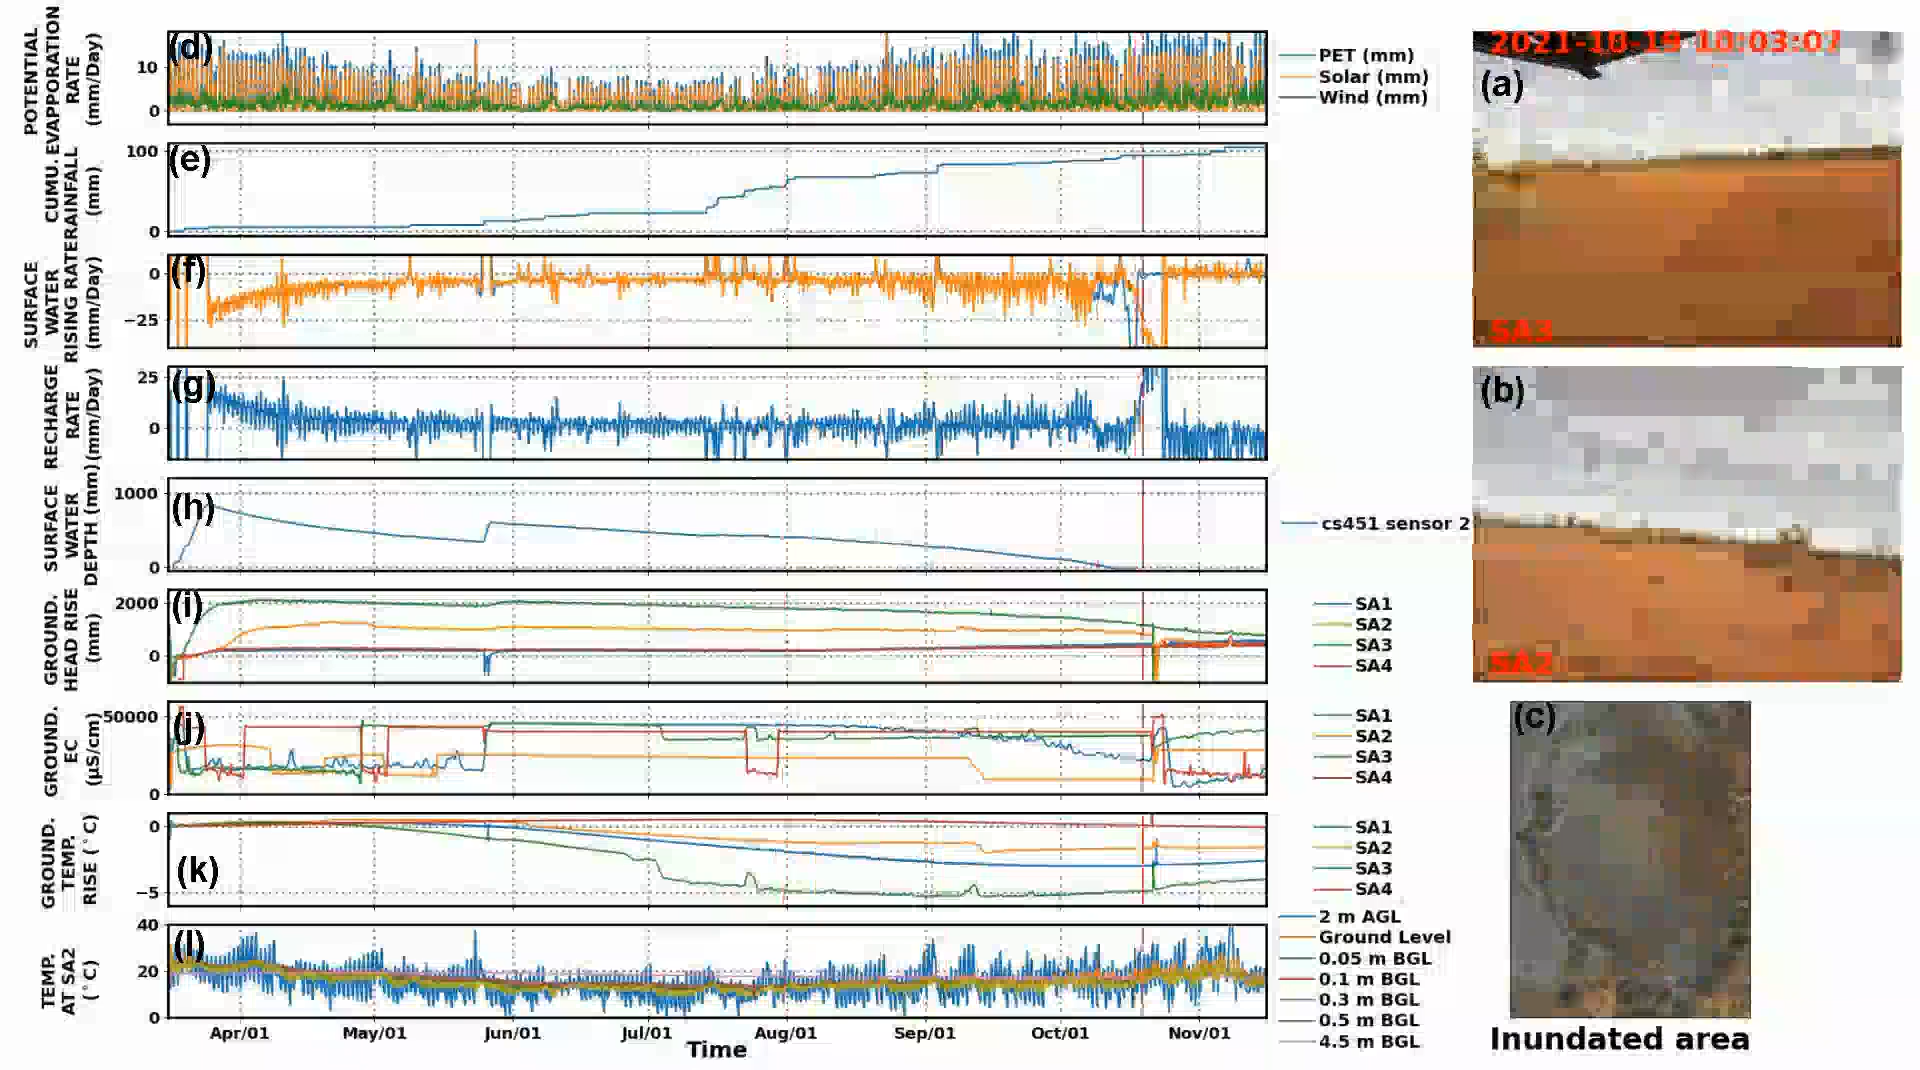 (d)
POTENTIAL
EVAPPORATION
RATE
(mm/Day)
10
0
PET (mm)
Solar (mm)
Wind (mm)
(e)
CUMU.
RAINFALL
(mm)
100
0
(f)
SURFACE
WATER
RISING RATE
(mm/Day)
0
−25
(g)
RECHARGE
RATE
(mm/Day)
25
0
(h)
SURFACE
WATER
DEPTH (mm)
1000
0
cs451 sensor 2
(i)
GROUND.
HEAD RISE
(mm)
2000
0
SA1
SA2
SA3
SA4
(j)
GROUND.
EC
(µS/cm)
50000
0
SA1
SA2
SA3
SA4
(k)
GROUND.
TEMP.
RISE (°C)
0
−5
SA1
SA2
SA3
SA4
(l)
TEMP.
AT SA2
(°C)
40
20
0
2 m AGL
Ground Level
0.05 m BGL
0.1 m BGL
0.3 m BGL
0.5 m BGL
4.5 m BGL
Apr/01 May/01 Jun/01 Jul/01 Aug/01 Sep/01 Oct/01 Nov/01
Time
2021-10-19 10:03:07
(a)
SA3
(b)
SA2
(c)
Inundated area